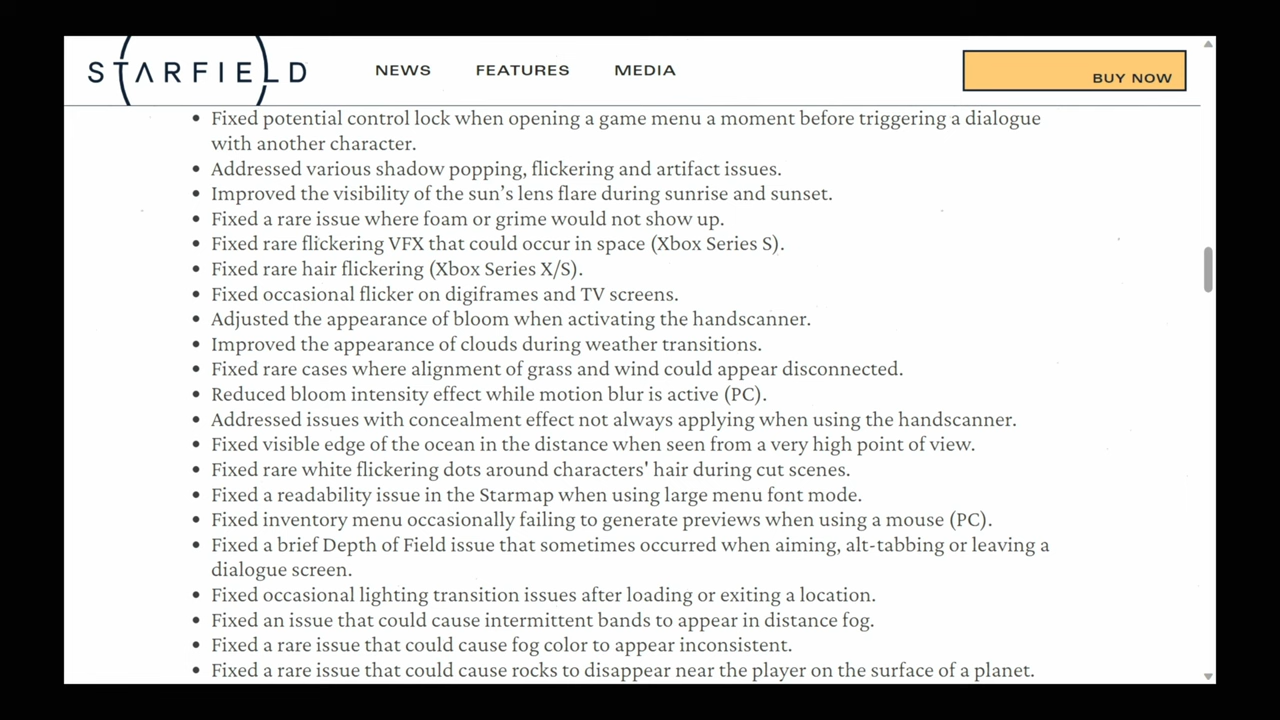 STARFIELD
NEWS
FEATURES
MEDIA
BUY NOW
• Fixed potential control lock when opening a game menu a moment before triggering a dialogue
with another character.
• Addressed various shadow popping, flickering and artifact issues.
• Improved the visibility of the sun’s lens flare during sunrise and sunset.
• Fixed a rare issue where foam or grime would not show up.
• Fixed rare flickering VFX that could occur in space (Xbox Series S).
• Fixed rare hair flickering (Xbox Series X/S).
• Fixed occasional flicker on digiframes and TV screens.
• Adjusted the appearance of bloom when activating the handscanner.
• Improved the appearance of clouds during weather transitions.
• Fixed rare cases where alignment of grass and wind could appear disconnected.
• Reduced bloom intensity effect while motion blur is active (PC).
• Addressed issues with concealment effect not always applying when using the handscanner.
• Fixed visible edge of the ocean in the distance when seen from a very high point of view.
• Fixed rare white flickering dots around characters' hair during cut scenes.
• Fixed a readability issue in the Starmap when using large menu font mode.
• Fixed inventory menu occasionally failing to generate previews when using a mouse (PC).
• Fixed a brief Depth of Field issue that sometimes occurred when aiming, alt-tabbing or leaving a
dialogue screen.
• Fixed occasional lighting transition issues after loading or exiting a location.
• Fixed an issue that could cause intermittent bands to appear in distance fog.
• Fixed a rare issue that could cause fog color to appear inconsistent.
• Fixed a rare issue that could cause rocks to disappear near the player on the surface of a planet.